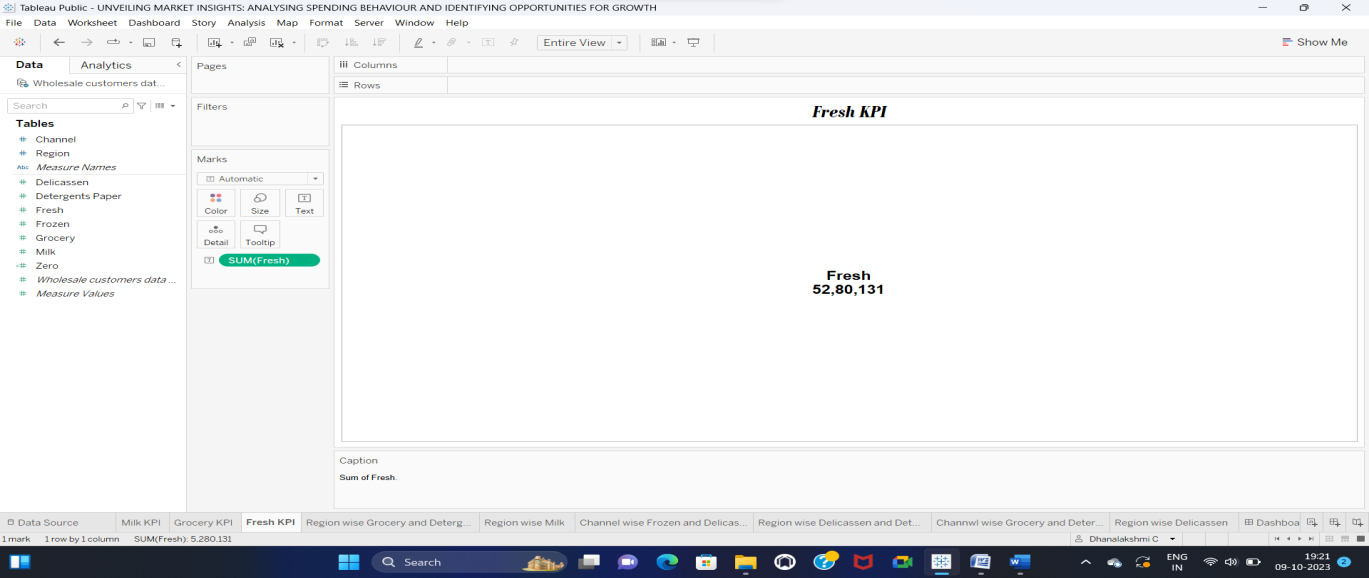 Tableau Public - UNVEILING MARKET INSIGHTS: ANALYSING SPENDING BEHAVIOUR AND IDENTIFYING OPPORTUNITIES FOR GROWTH
File Data Worksheet Dashboard Story Analysis Map Format Server Window Help
Entire View
Show Me
Data Analytics
Wholesale customers dat...
Search
Tables
Channel
Region
Abc Measure Names
Delicassen
Detergents Paper
Fresh
Frozen
Grocery
Milk
Zero
Wholesale customers data ...
Measure Values
Pages
Filters
Marks
Automatic
Color Size Text
Detail Tooltip
SUM(Fresh)
Columns
Rows
Fresh KPI
Fresh
52,80,131
Caption
Sum of Fresh.
Data Source Milk KPI Grocery KPI Fresh KPI Region wise Grocery and Deterg... Region wise Milk Channel wise Frozen and Delicas... Region wise Delicassen and Det... Channwl wise Grocery and Deter... Region wise Delicassen Dashboa
1 mark 1 row by 1 column SUM(Fresh): 5,280,131 Dhanalakshmi C
Search
ENG
IN
19:21
09-10-2023
2